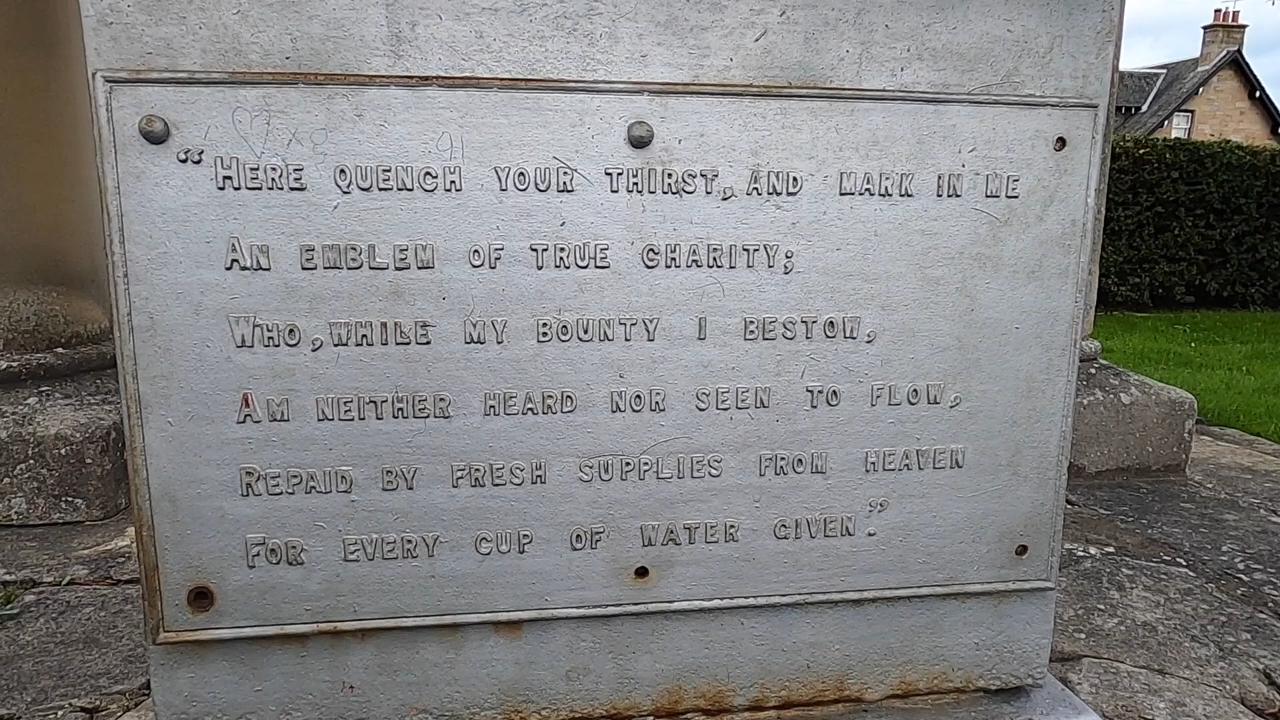 “HERE QUENCH YOUR THIRST, AND MARK IN ME
AN EMBLEM OF TRUE CHARITY;
WHO, WHILE MY BOUNTY I BESTOW,
AM NEITHER HEARD NOR SEEN TO FLOW,
REPAID BY FRESH SUPPLIES FROM HEAVEN
FOR EVERY CUP OF WATER GIVEN.”